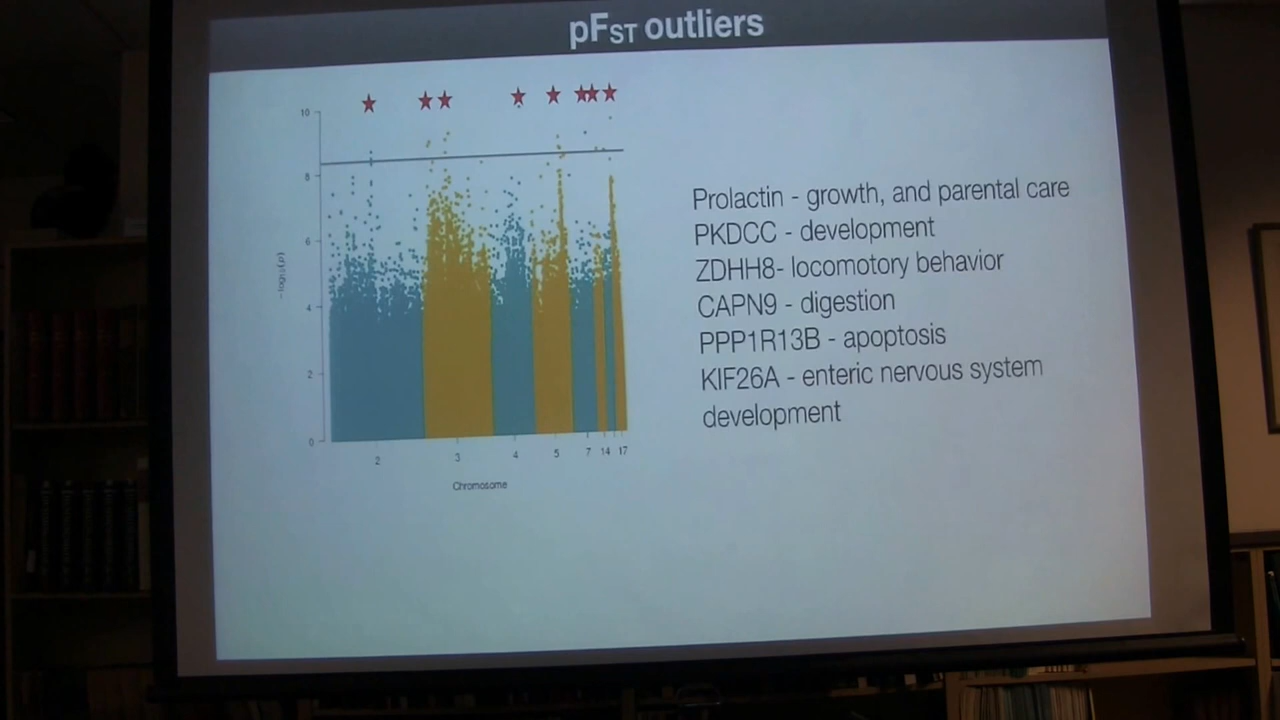 pFST outliers
10
8
6
4
2
0
-log10(p)
2 3 4 5 7 14 17
Chromosome
Prolactin - growth, and parental care
PKDCC - development
ZDHH8- locomotory behavior
CAPN9 - digestion
PPP1R13B - apoptosis
KIF26A - enteric nervous system
development